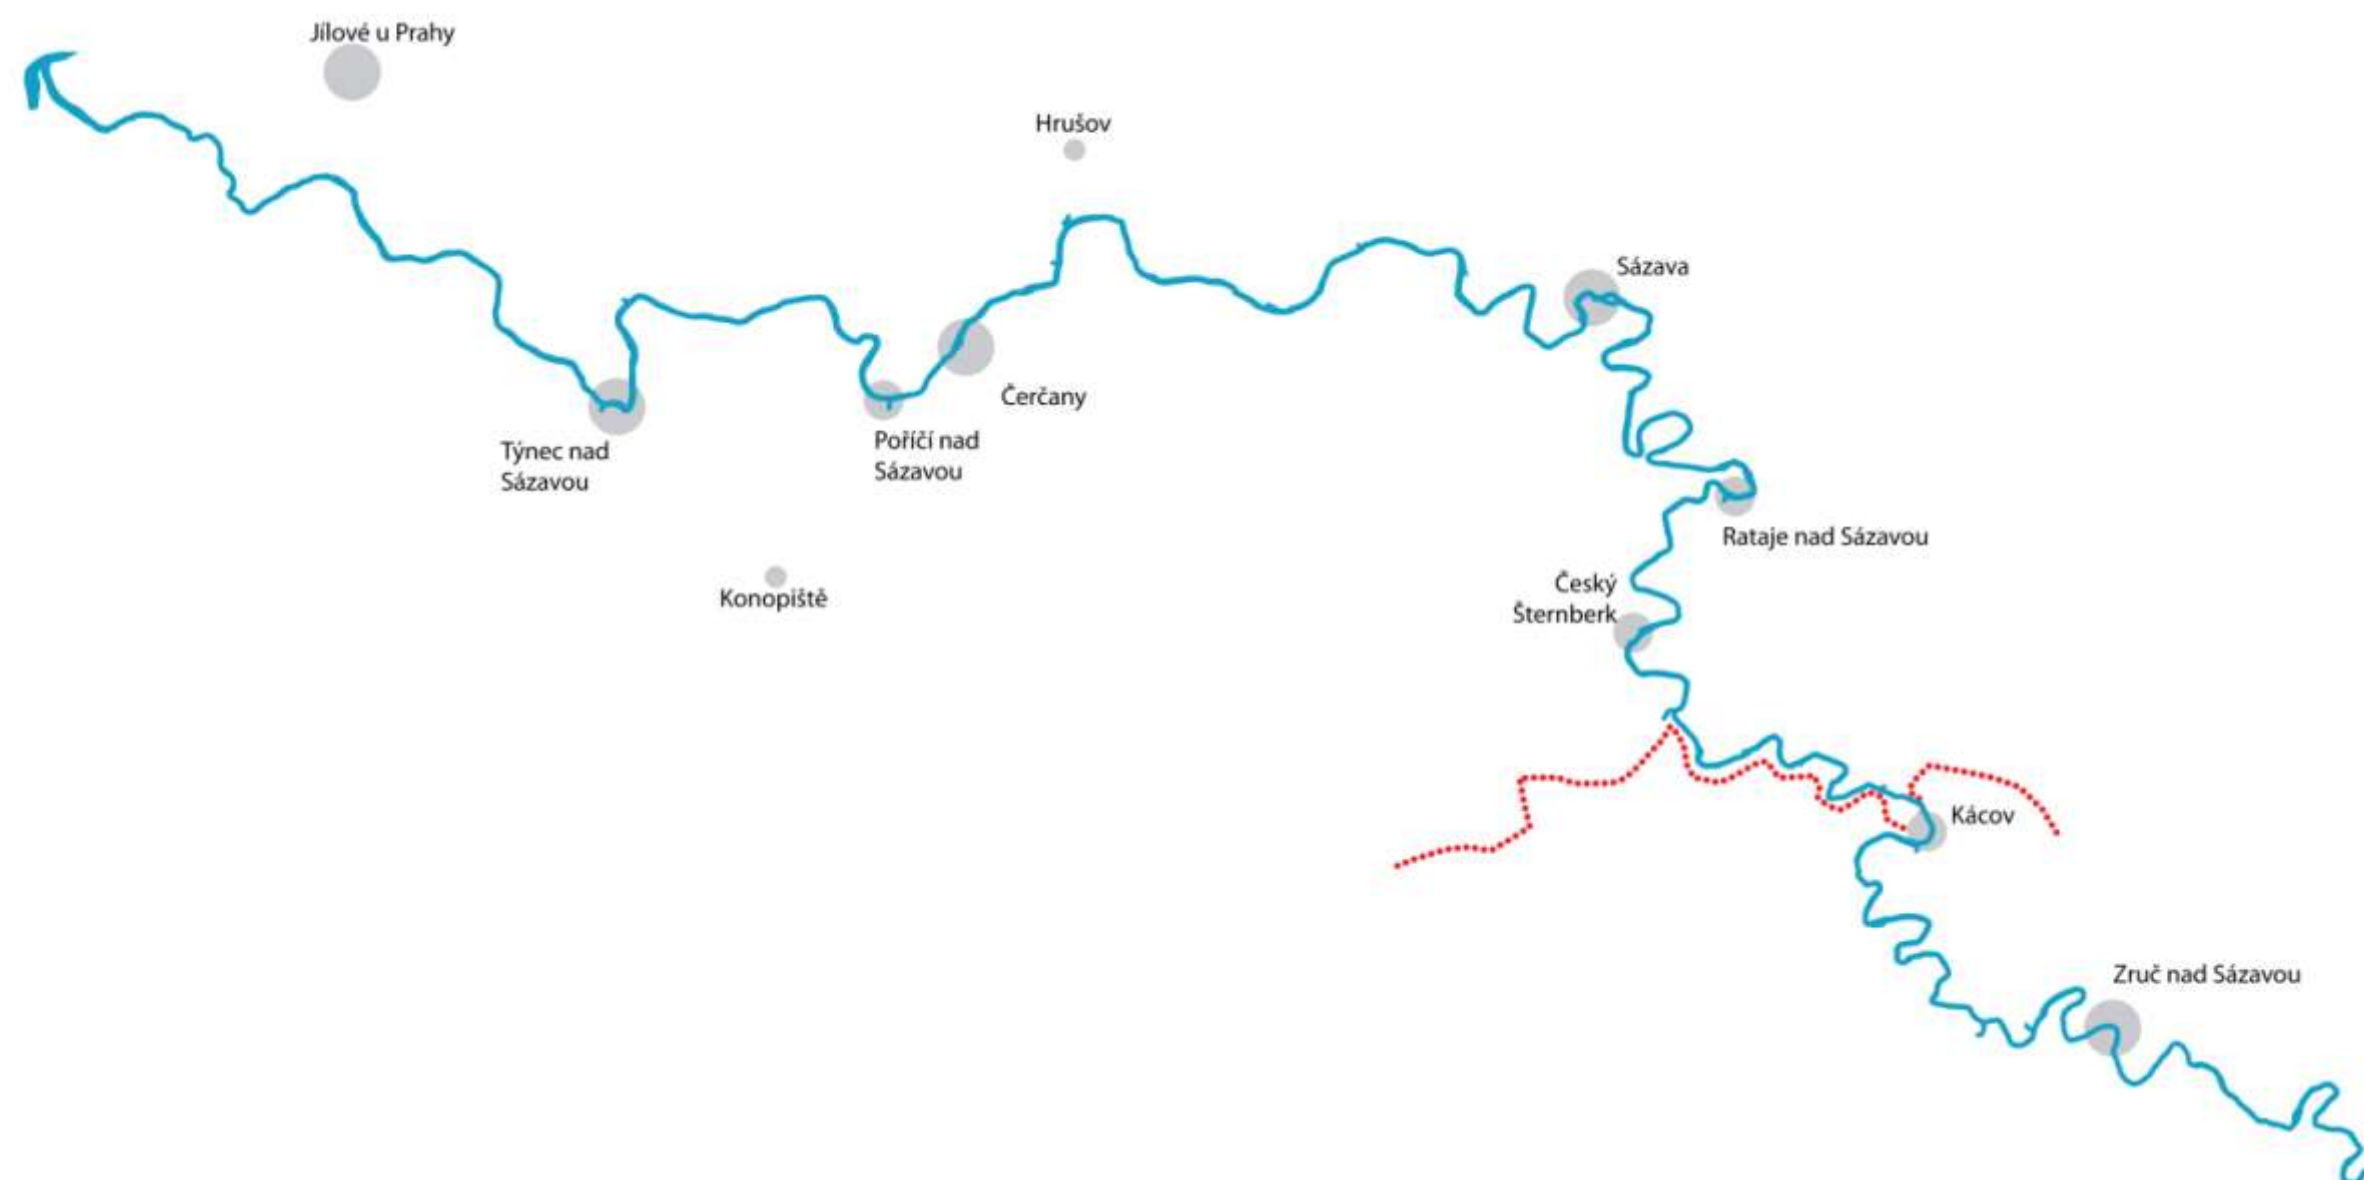 Jílové u Prahy
Hrušov
Sázava
Čerčany
Týnec nad
Sázavou
Poříčí nad
Sázavou
Rataje nad Sázavou
Konopiště
Český
Šternberk
Kácov
Zruč nad Sázavou